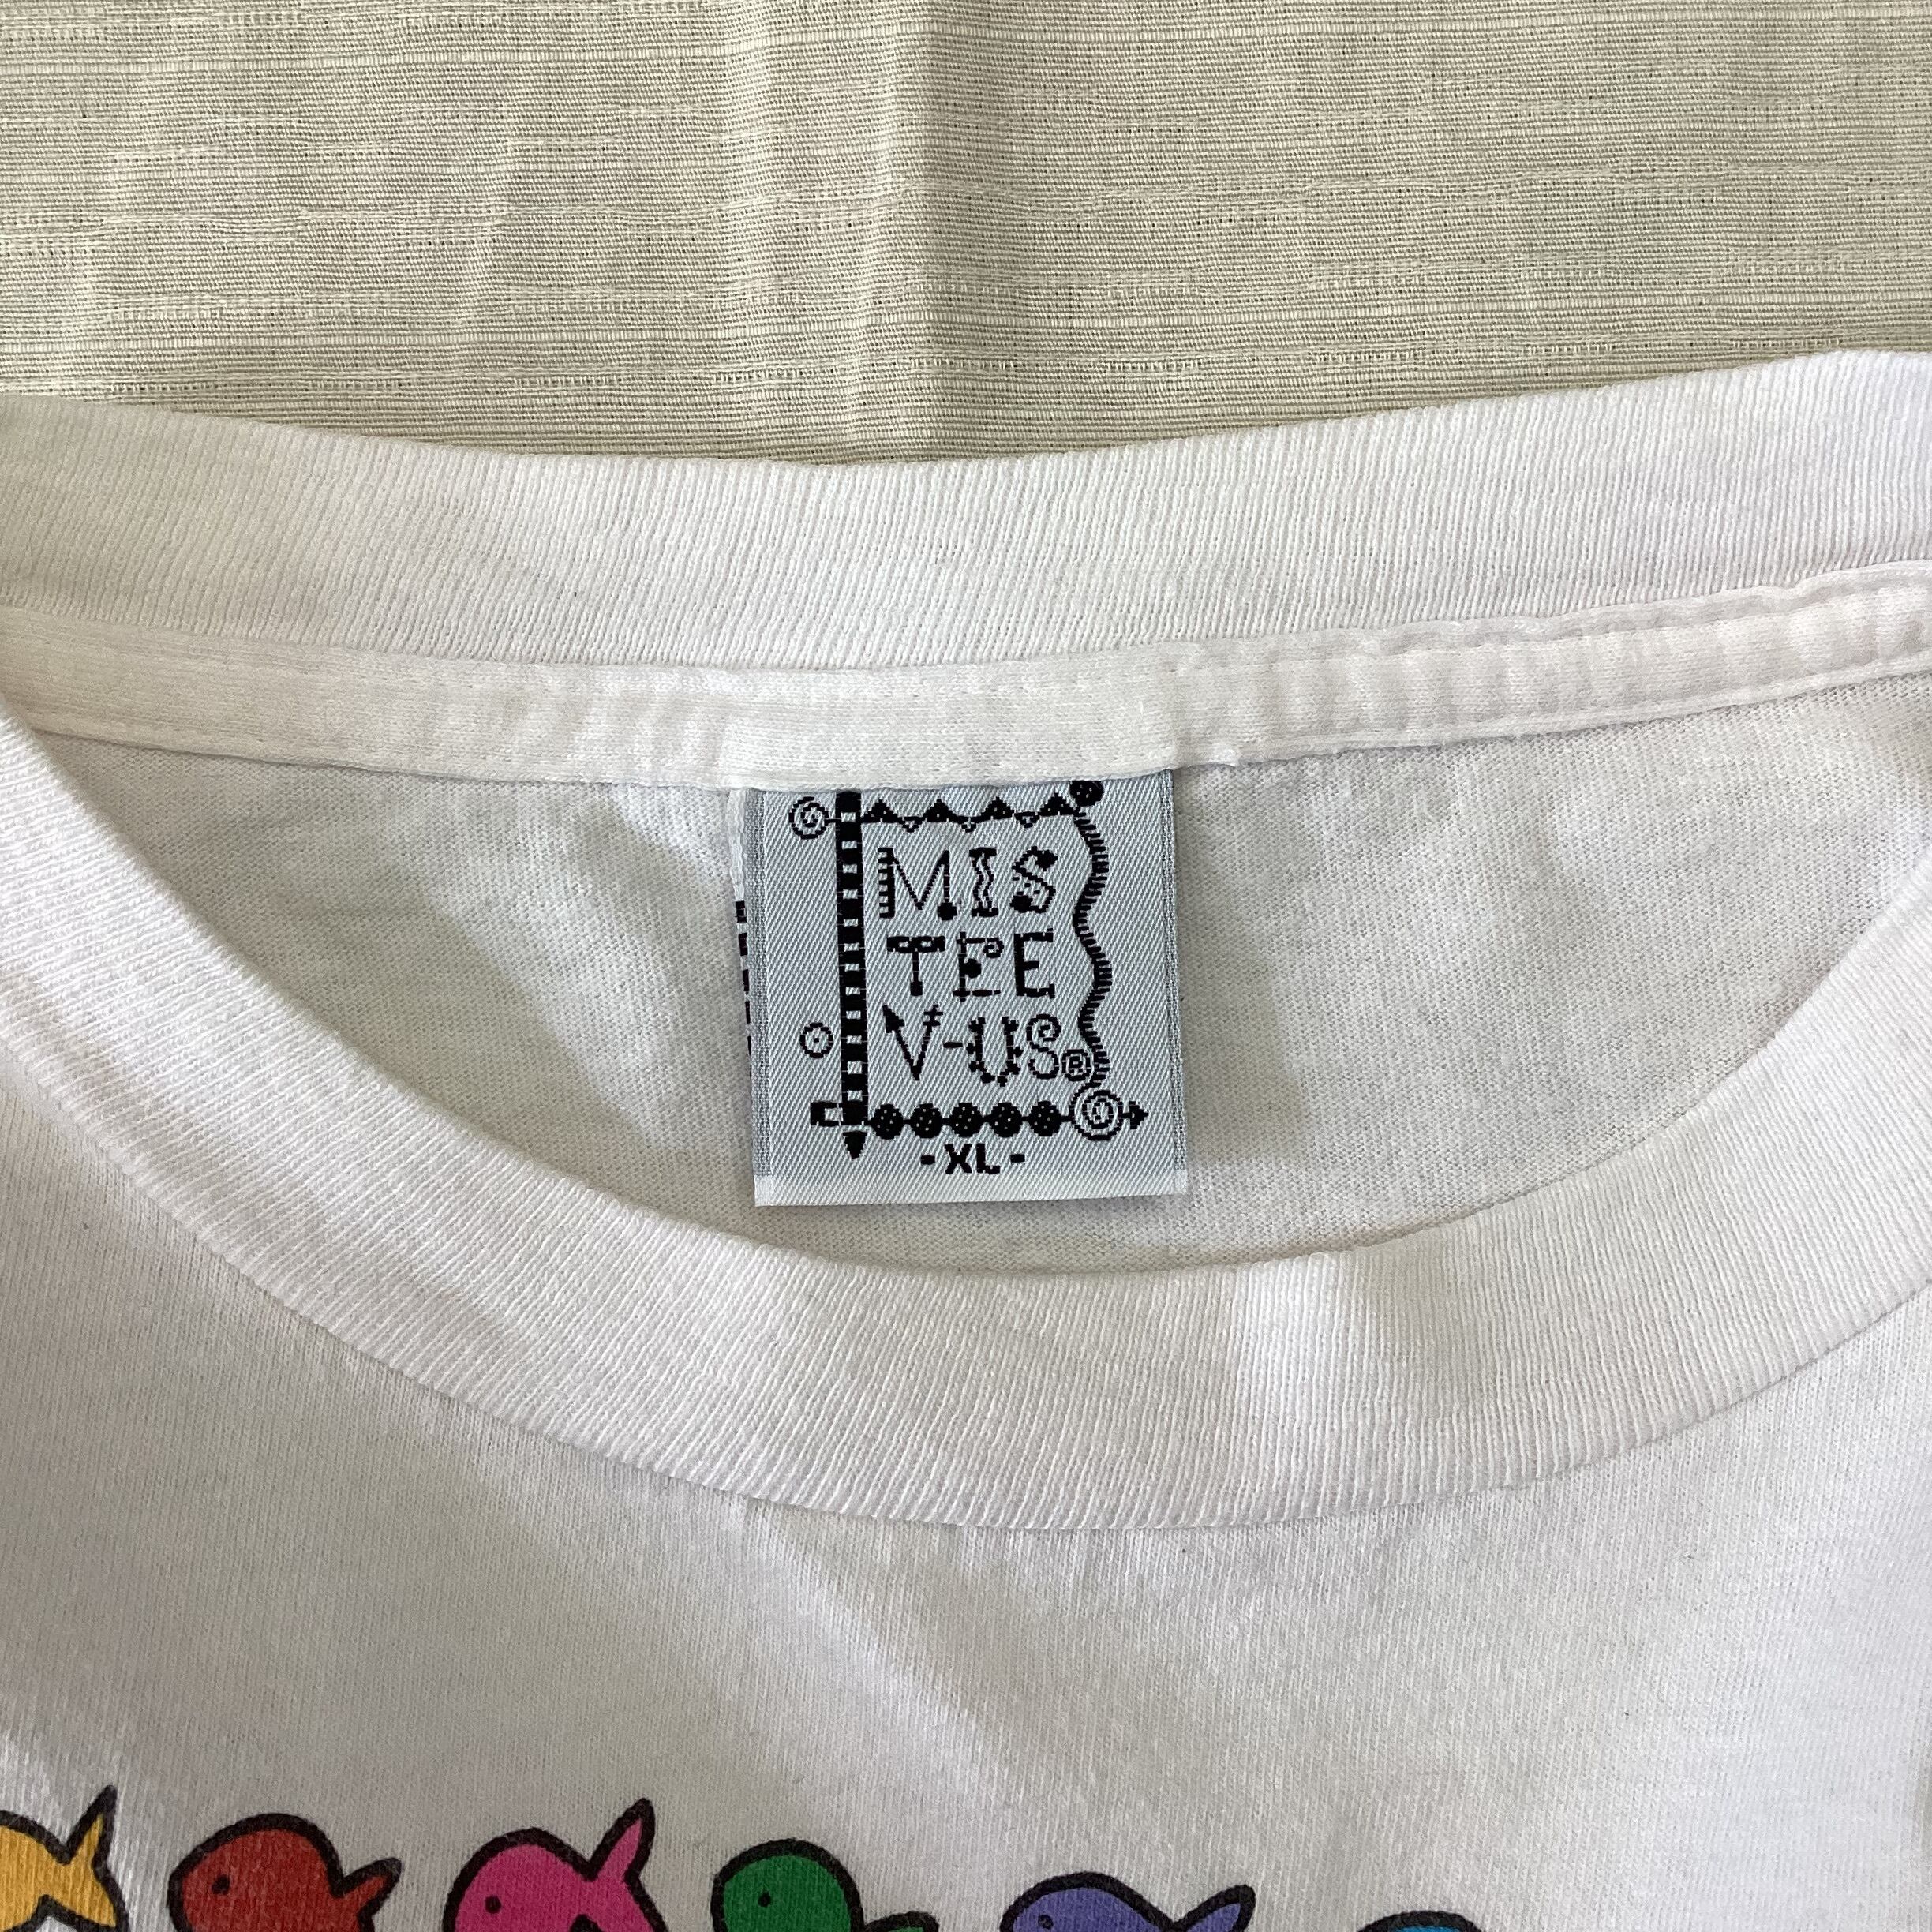 MIS
TEE
V-US®
-XL-